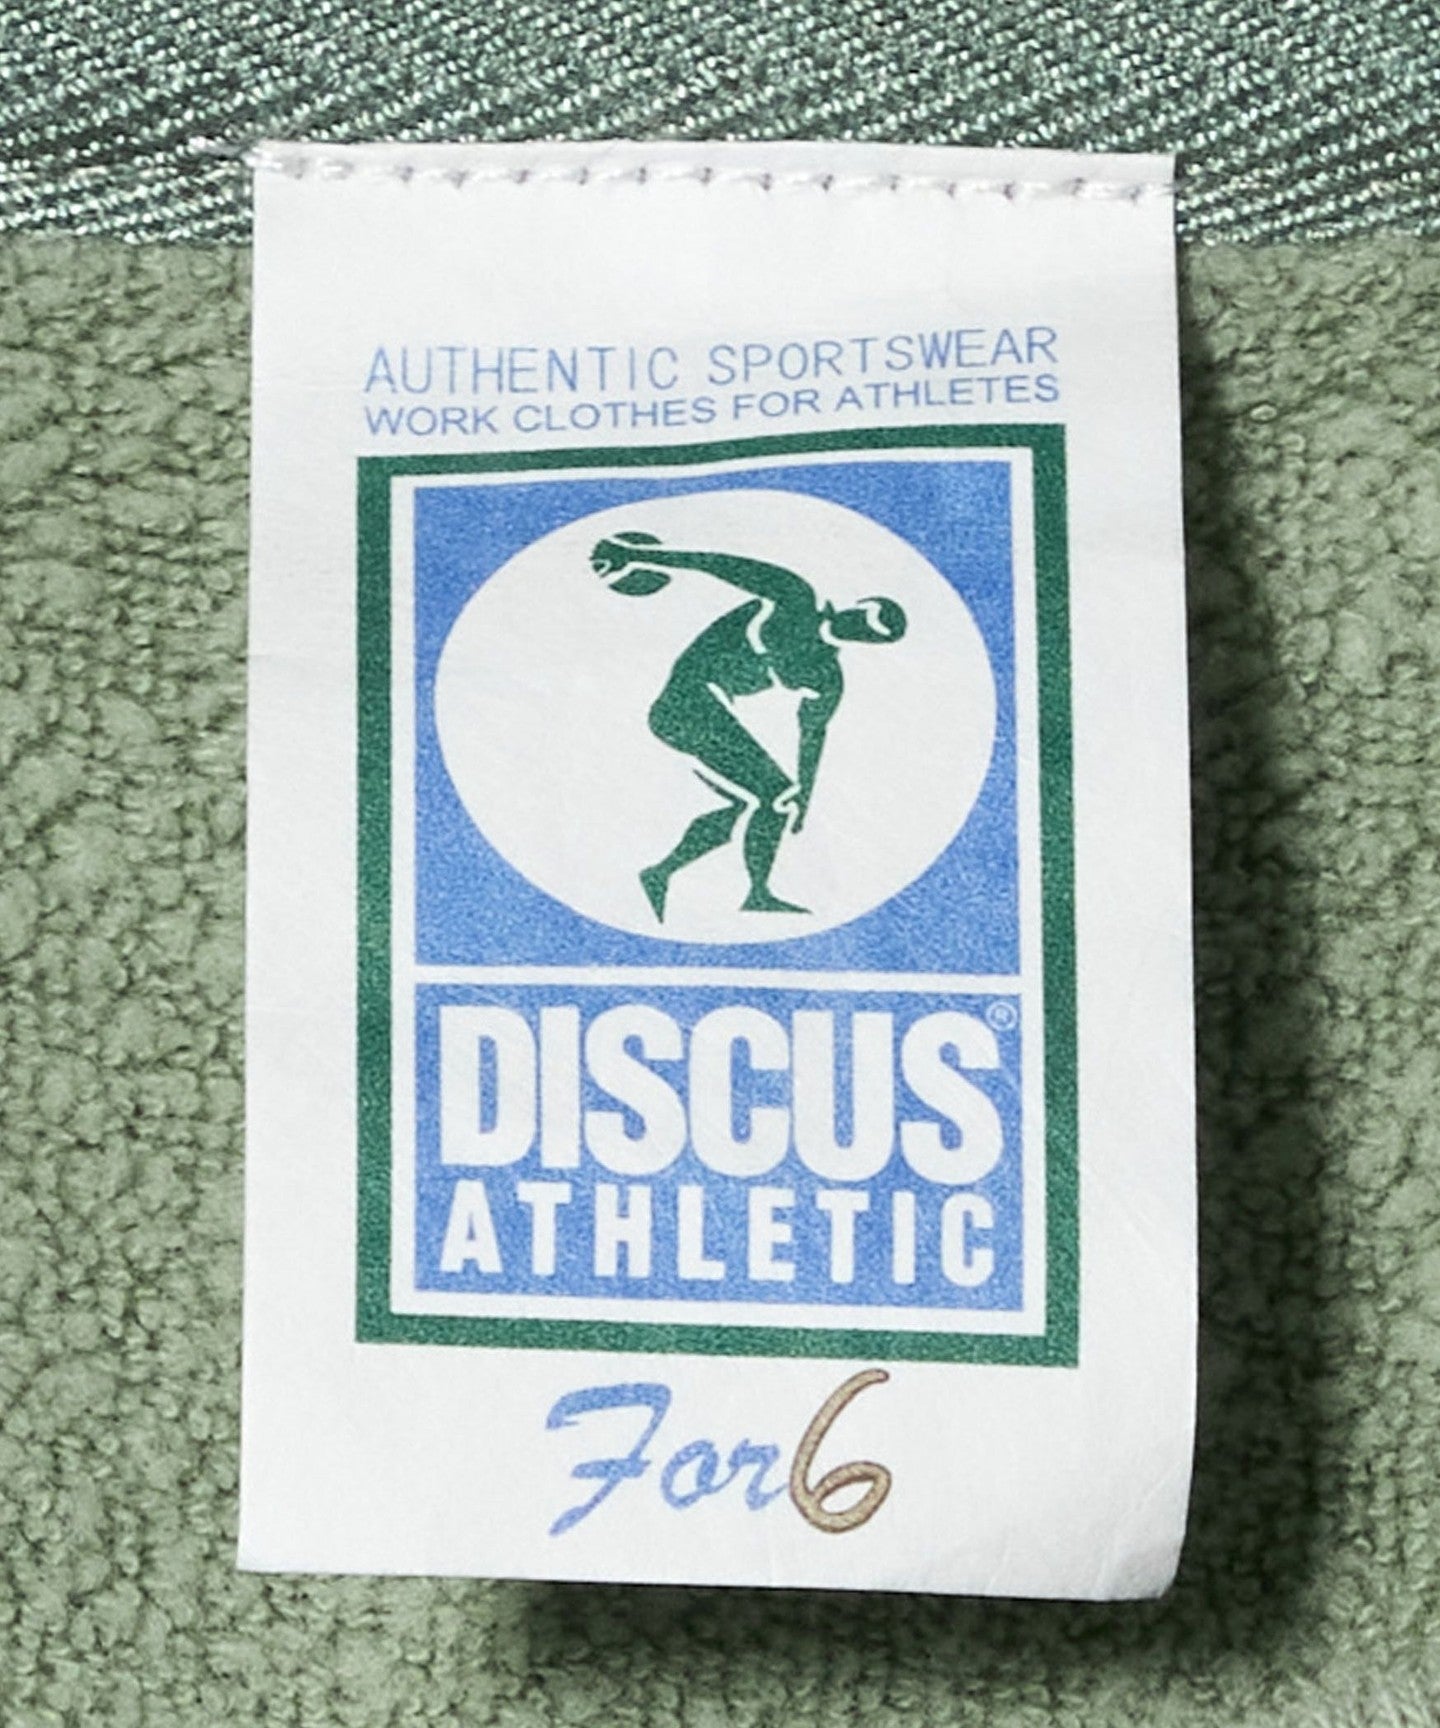 AUTHENTIC SPORTSWEAR
WORK CLOTHES FOR ATHLETES
DISCUS®
ATHLETIC
For6